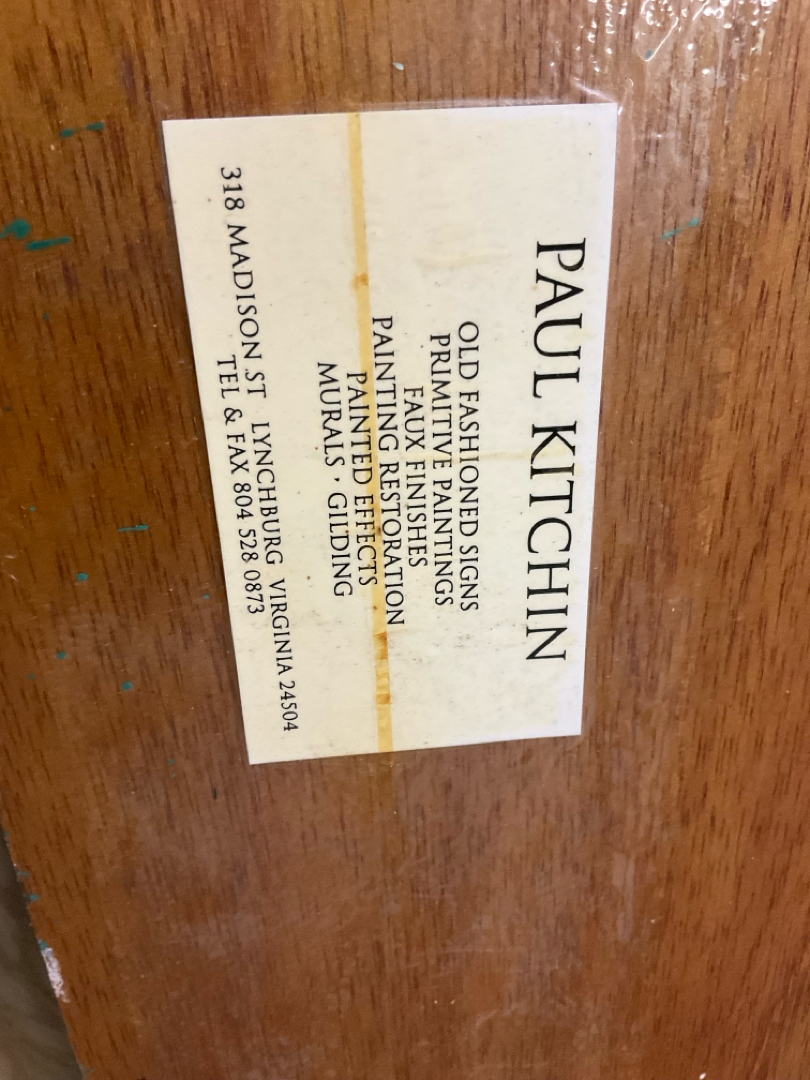 PAUL KITCHIN
OLD FASHIONED SIGNS
PRIMITIVE PAINTINGS
FAUX FINISHES
PAINTING RESTORATION
PAINTED EFFECTS
MURALS · GILDING
318 MADISON ST LYNCHBURG VIRGINIA 24504
TEL & FAX 804 528 0873